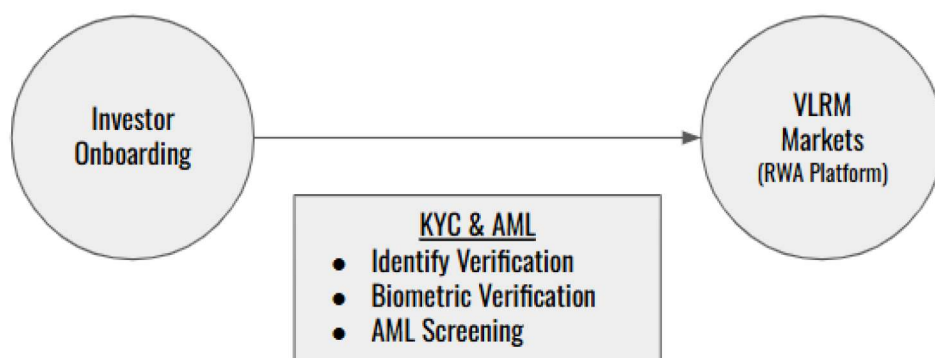 Investor
Onboarding
VLRM
Markets
(RWA Platform)
KYC & AML
● Identify Verification
● Biometric Verification
● AML Screening